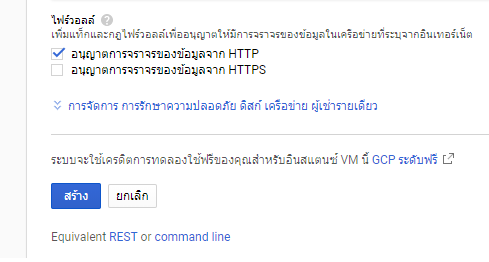 ไฟร์วอลล์ ?
เพิ่มแท็กและกฎไฟร์วอลล์เพื่ออนุญาตให้มีการจราจรของข้อมูลในเครือข่ายที่ระบุจากอินเทอร์เน็ต
อนุญาตการจราจรของข้อมูลจาก HTTP
อนุญาตการจราจรของข้อมูลจาก HTTPS
การจัดการ การรักษาความปลอดภัย ดิสก์ เครือข่าย ผู้เช่ารายเดียว
ระบบจะใช้เครดิตการทดลองใช้ฟรีของคุณสำหรับอินสแตนซ์ VM นี้ GCP ระดับฟรี
สร้าง ยกเลิก
Equivalent REST or command line